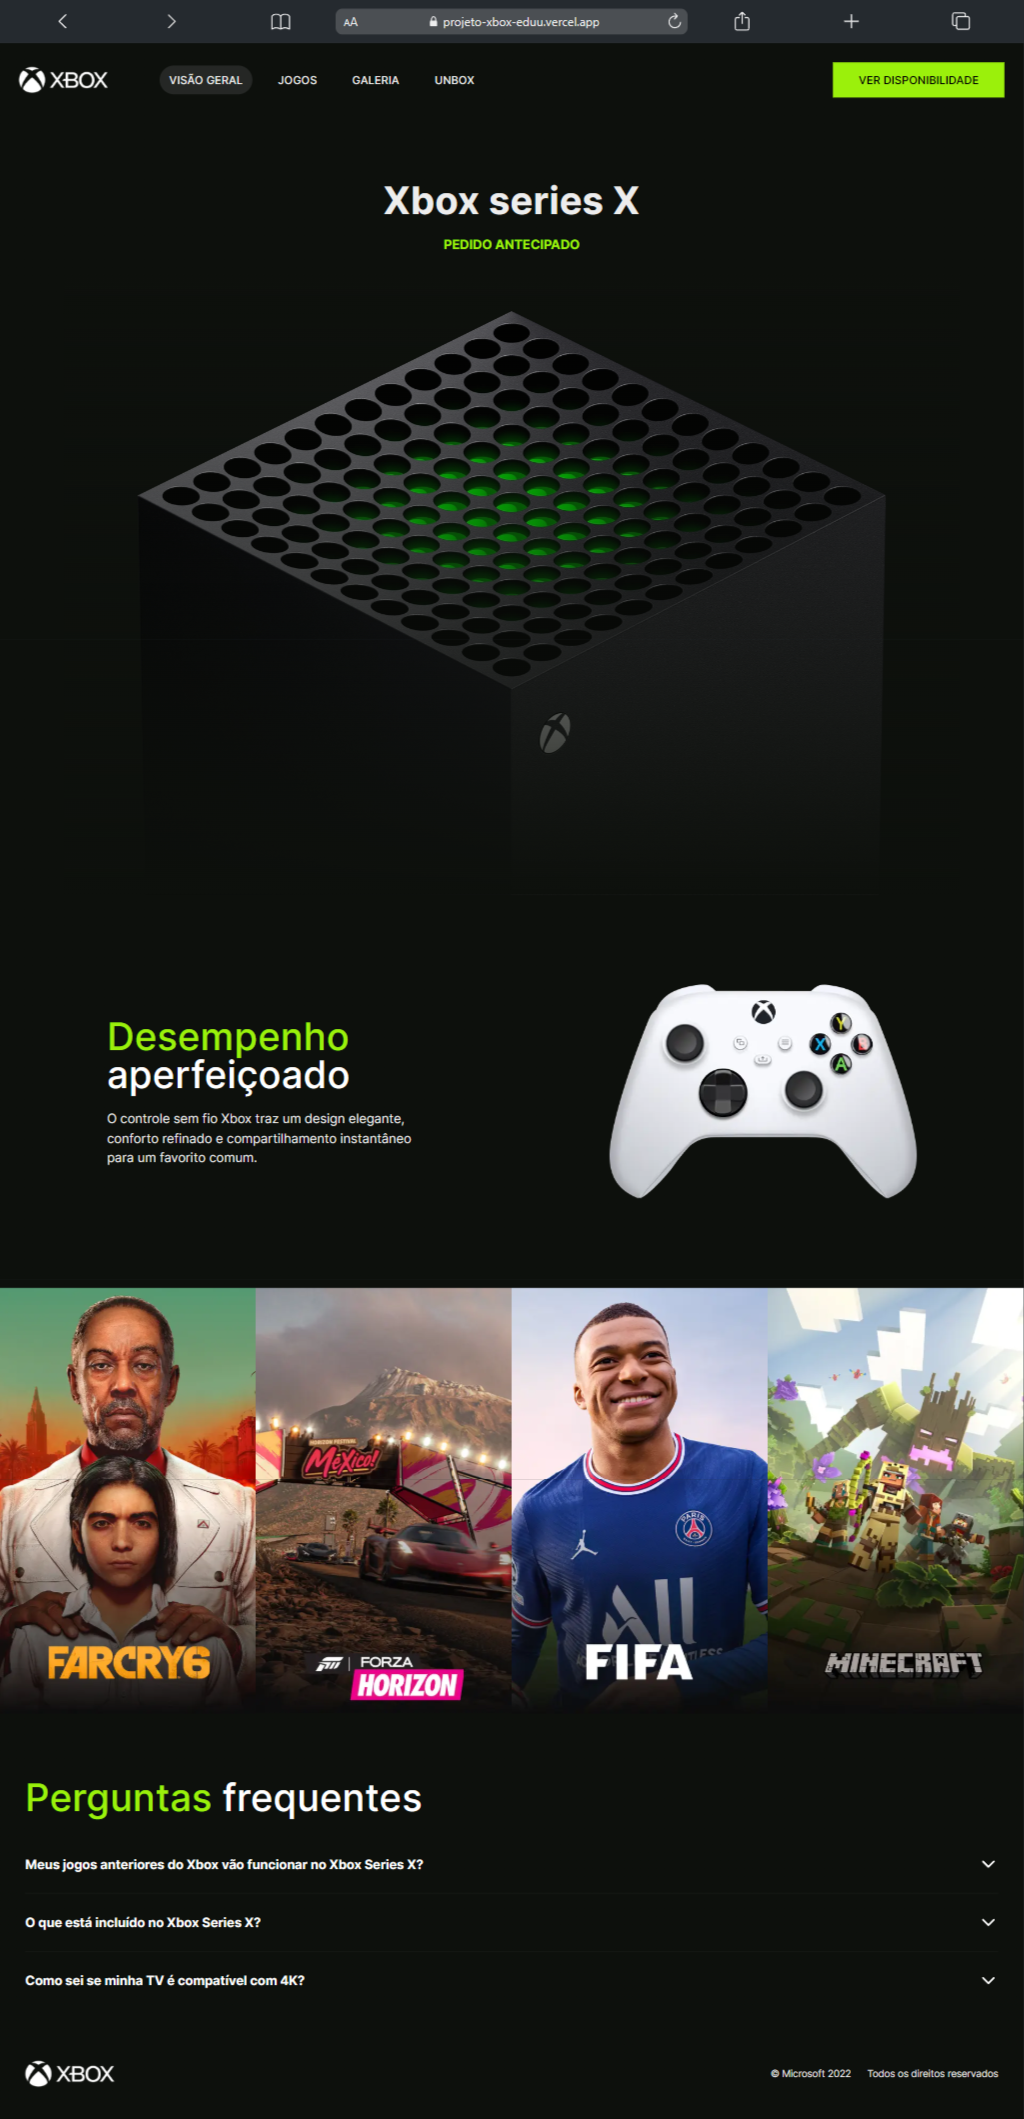 AA
projeto-xbox-eduu.vercel.app
XBOX
VISÃO GERAL
JOGOS
GALERIA
UNBOX
VER DISPONIBILIDADE
Xbox series X
PEDIDO ANTECIPADO
Desempenho
aperfeiçoado
O controle sem fio Xbox traz um design elegante,
conforto refinado e compartilhamento instantâneo
para um favorito comum.
Y
X
B
A
HORIZON FESTIVAL
MéXico!
PARIS
All
FARCRY6
FORZA
HORIZON
FIFA
MINECRAFT
Perguntas frequentes
Meus jogos anteriores do Xbox vão funcionar no Xbox Series X?
O que está incluído no Xbox Series X?
Como sei se minha TV é compatível com 4K?
XBOX
© Microsoft 2022
Todos os direitos reservados